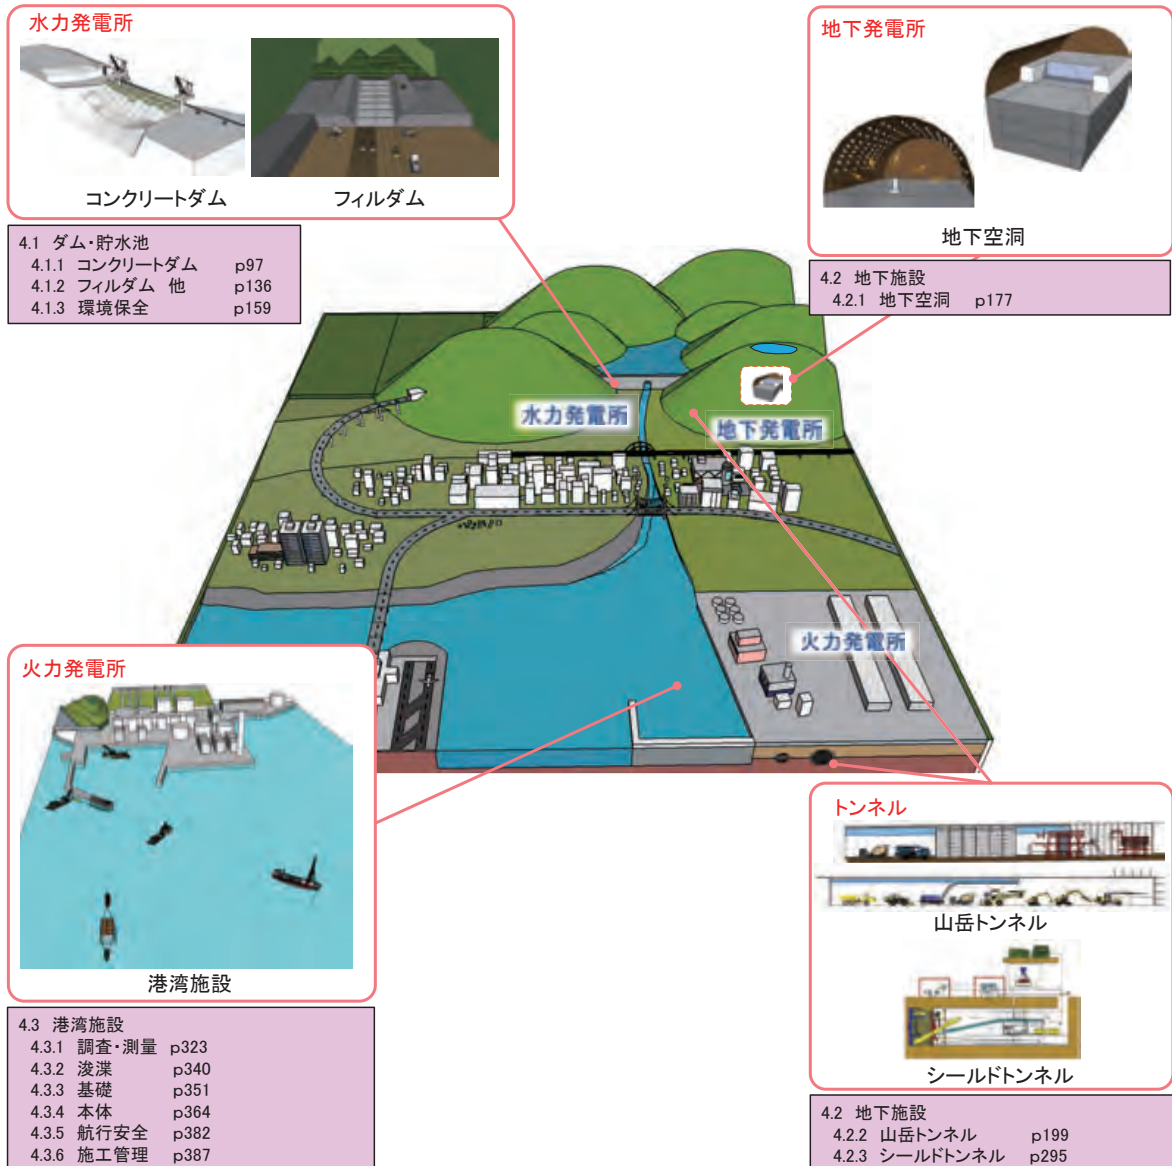 水力発電所
コンクリートダム
フィルダム
4.1 ダム・貯水池
4.1.1 コンクリートダム p97
4.1.2 フィルダム 他 p136
4.1.3 環境保全 p159
地下発電所
地下空洞
4.2 地下施設
4.2.1 地下空洞 p177
水力発電所
地下発電所
火力発電所
火力発電所
港湾施設
4.3 港湾施設
4.3.1 調査・測量 p323
4.3.2 浚渫 p340
4.3.3 基礎 p351
4.3.4 本体 p364
4.3.5 航行安全 p382
4.3.6 施工管理 p387
トンネル
山岳トンネル
シールドトンネル
4.2 地下施設
4.2.2 山岳トンネル p199
4.2.3 シールドトンネル p295